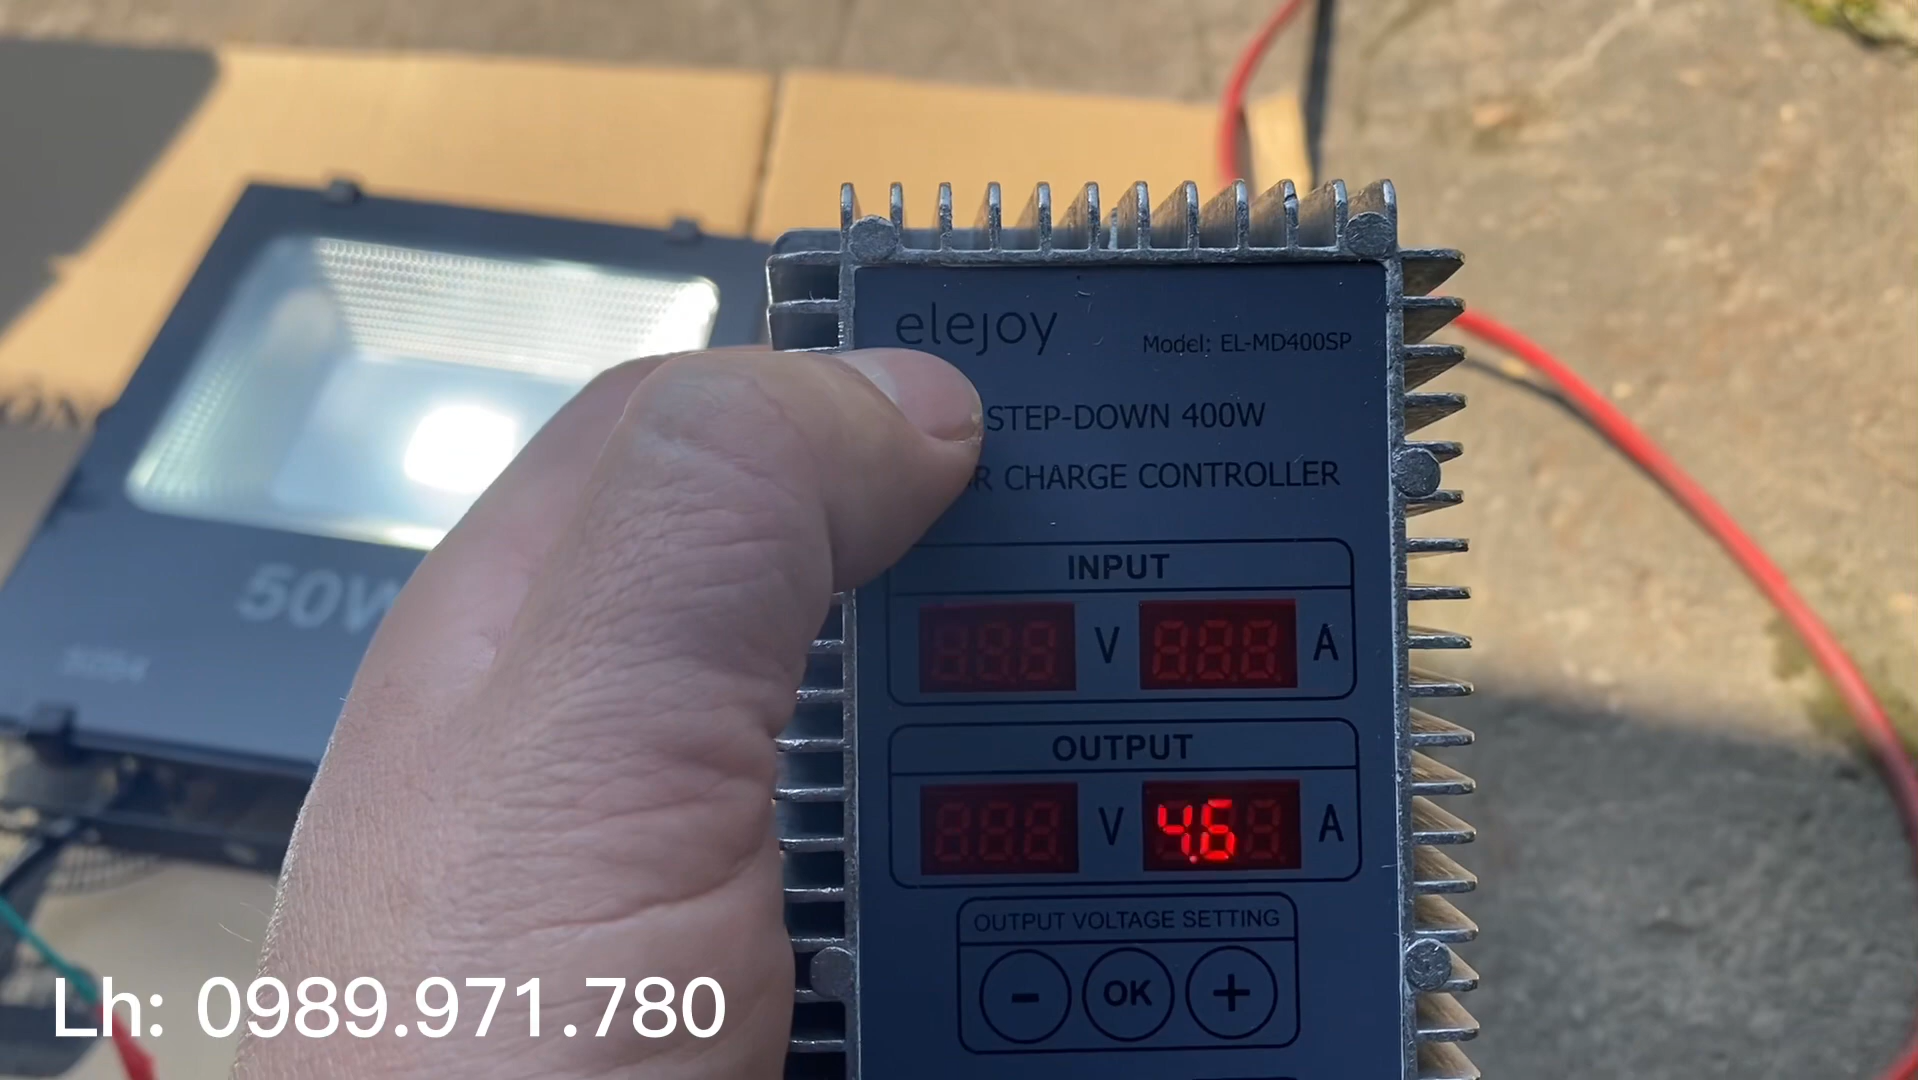 elejoy
Model: EL-MD400SP
STEP-DOWN 400W
R CHARGE CONTROLLER
INPUT
V
A
OUTPUT
V
4.6
A
OUTPUT VOLTAGE SETTING
-
OK
+
50W
Lh: 0989.971.780